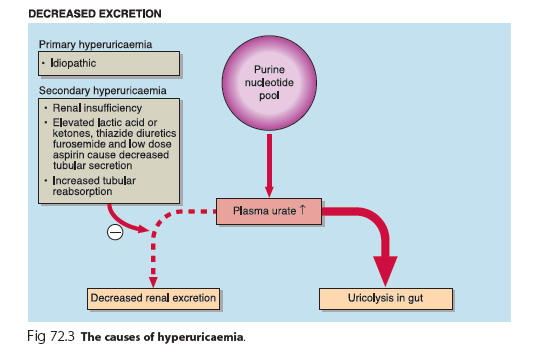 DECREASED EXCRETION
Primary hyperuricaemia
• Idiopathic
Secondary hyperuricaemia
• Renal insufficiency
• Elevated lactic acid or
ketones, thiazide diuretics
furosemide and low dose
aspirin cause decreased
tubular secretion
• Increased tubular
reabsorption
Purine
nucleotide
pool
Plasma urate ↑
−
Decreased renal excretion
Uricolysis in gut
Fig 72.3 The causes of hyperuricaemia.